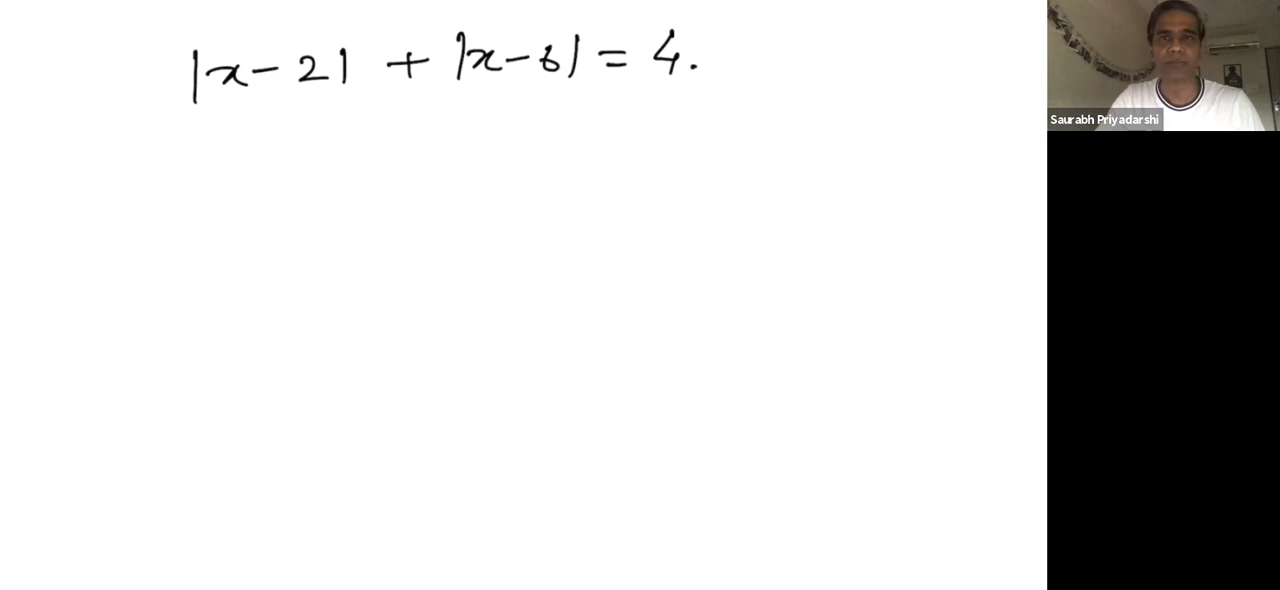 |x - 2| + |x - 6| = 4.
Saurabh Priyadarshi